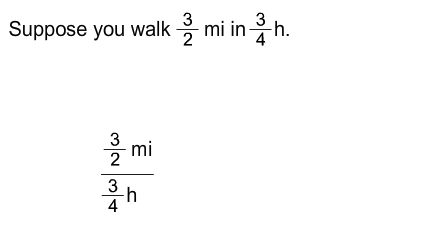 Suppose you walk 3/2 mi in 3/4 h.
3/2 mi
3/4 h